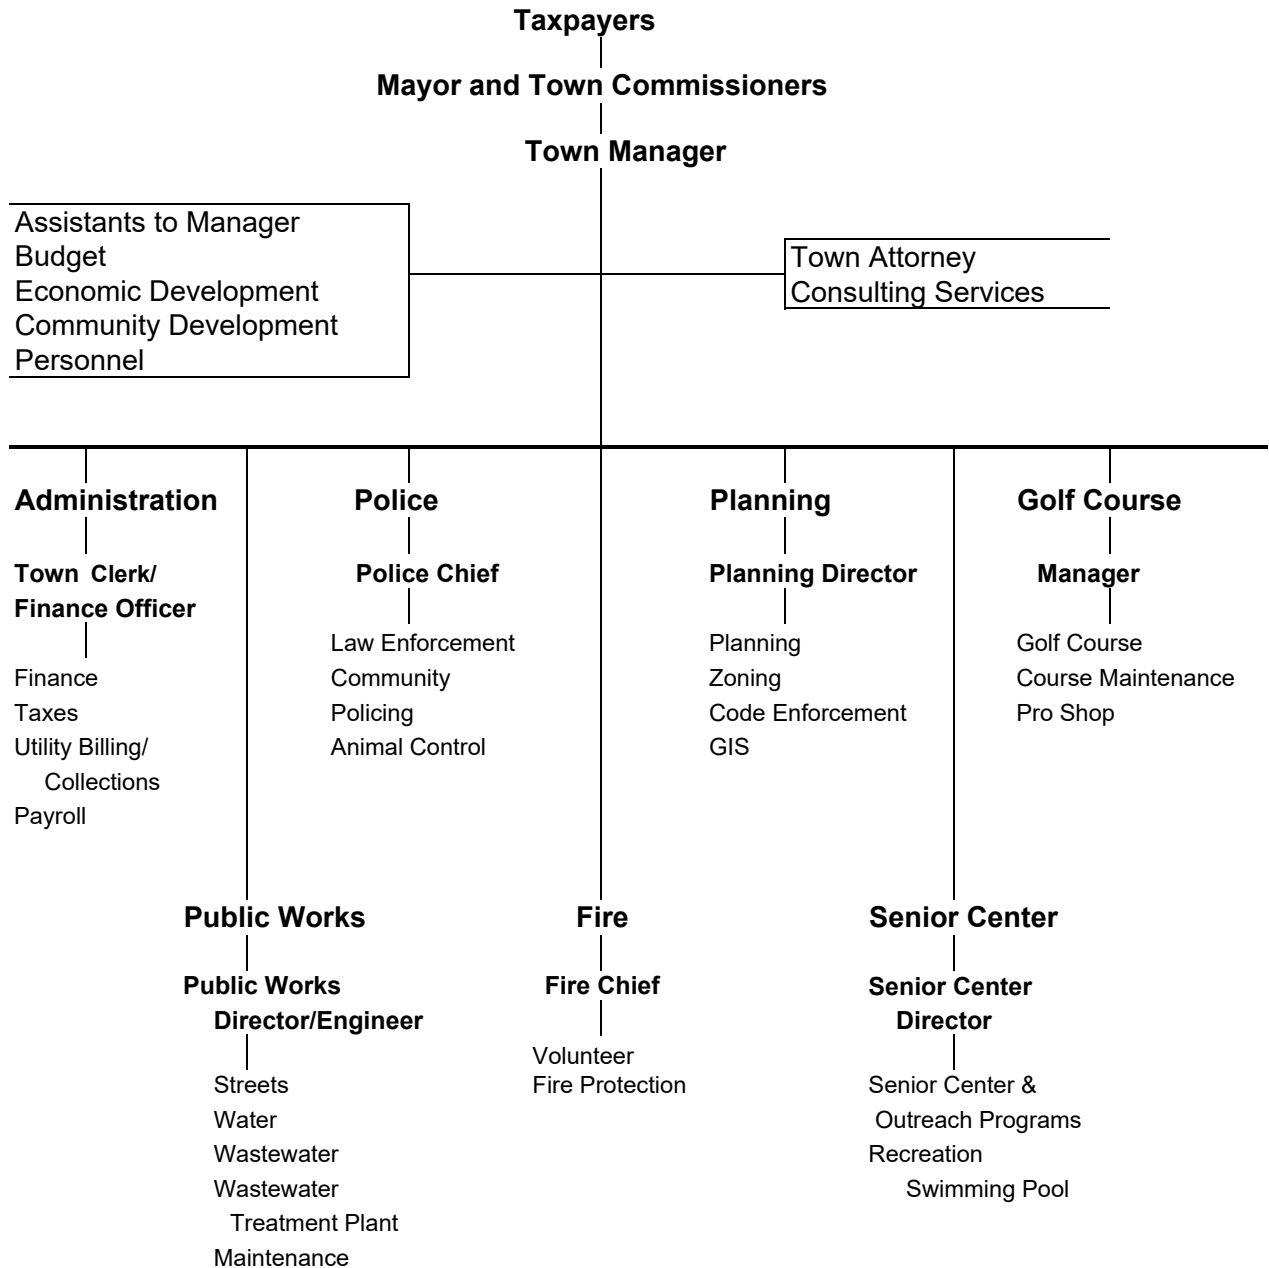 Taxpayers
Mayor and Town Commissioners
Town Manager
Assistants to Manager
Budget
Economic Development
Community Development
Personnel
Town Attorney
Consulting Services
Administration
Town Clerk/
Finance Officer
Finance
Taxes
Utility Billing/
Collections
Payroll
Police
Police Chief
Law Enforcement
Community
Policing
Animal Control
Planning
Planning Director
Planning
Zoning
Code Enforcement
GIS
Golf Course
Manager
Golf Course
Course Maintenance
Pro Shop
Public Works
Public Works
Director/Engineer
Streets
Water
Wastewater
Wastewater
Treatment Plant
Maintenance
Fire
Fire Chief
Volunteer
Fire Protection
Senior Center
Senior Center
Director
Senior Center &
Outreach Programs
Recreation
Swimming Pool